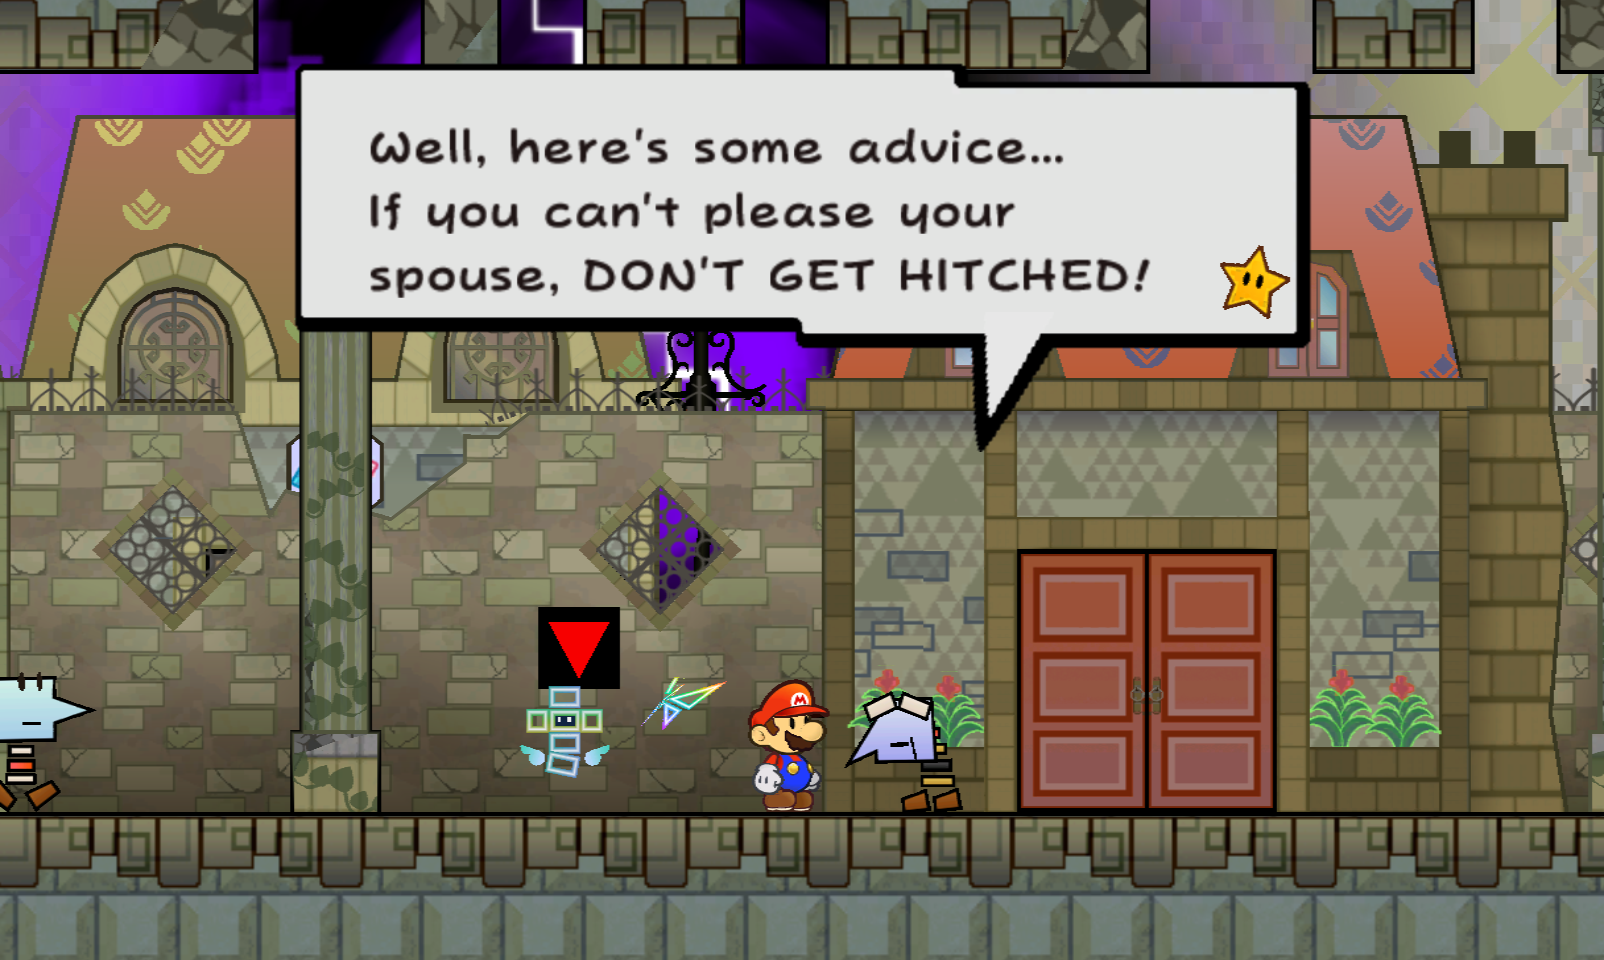 Well, here's some advice...
If you can't please your
spouse, DON'T GET HITCHED!
M